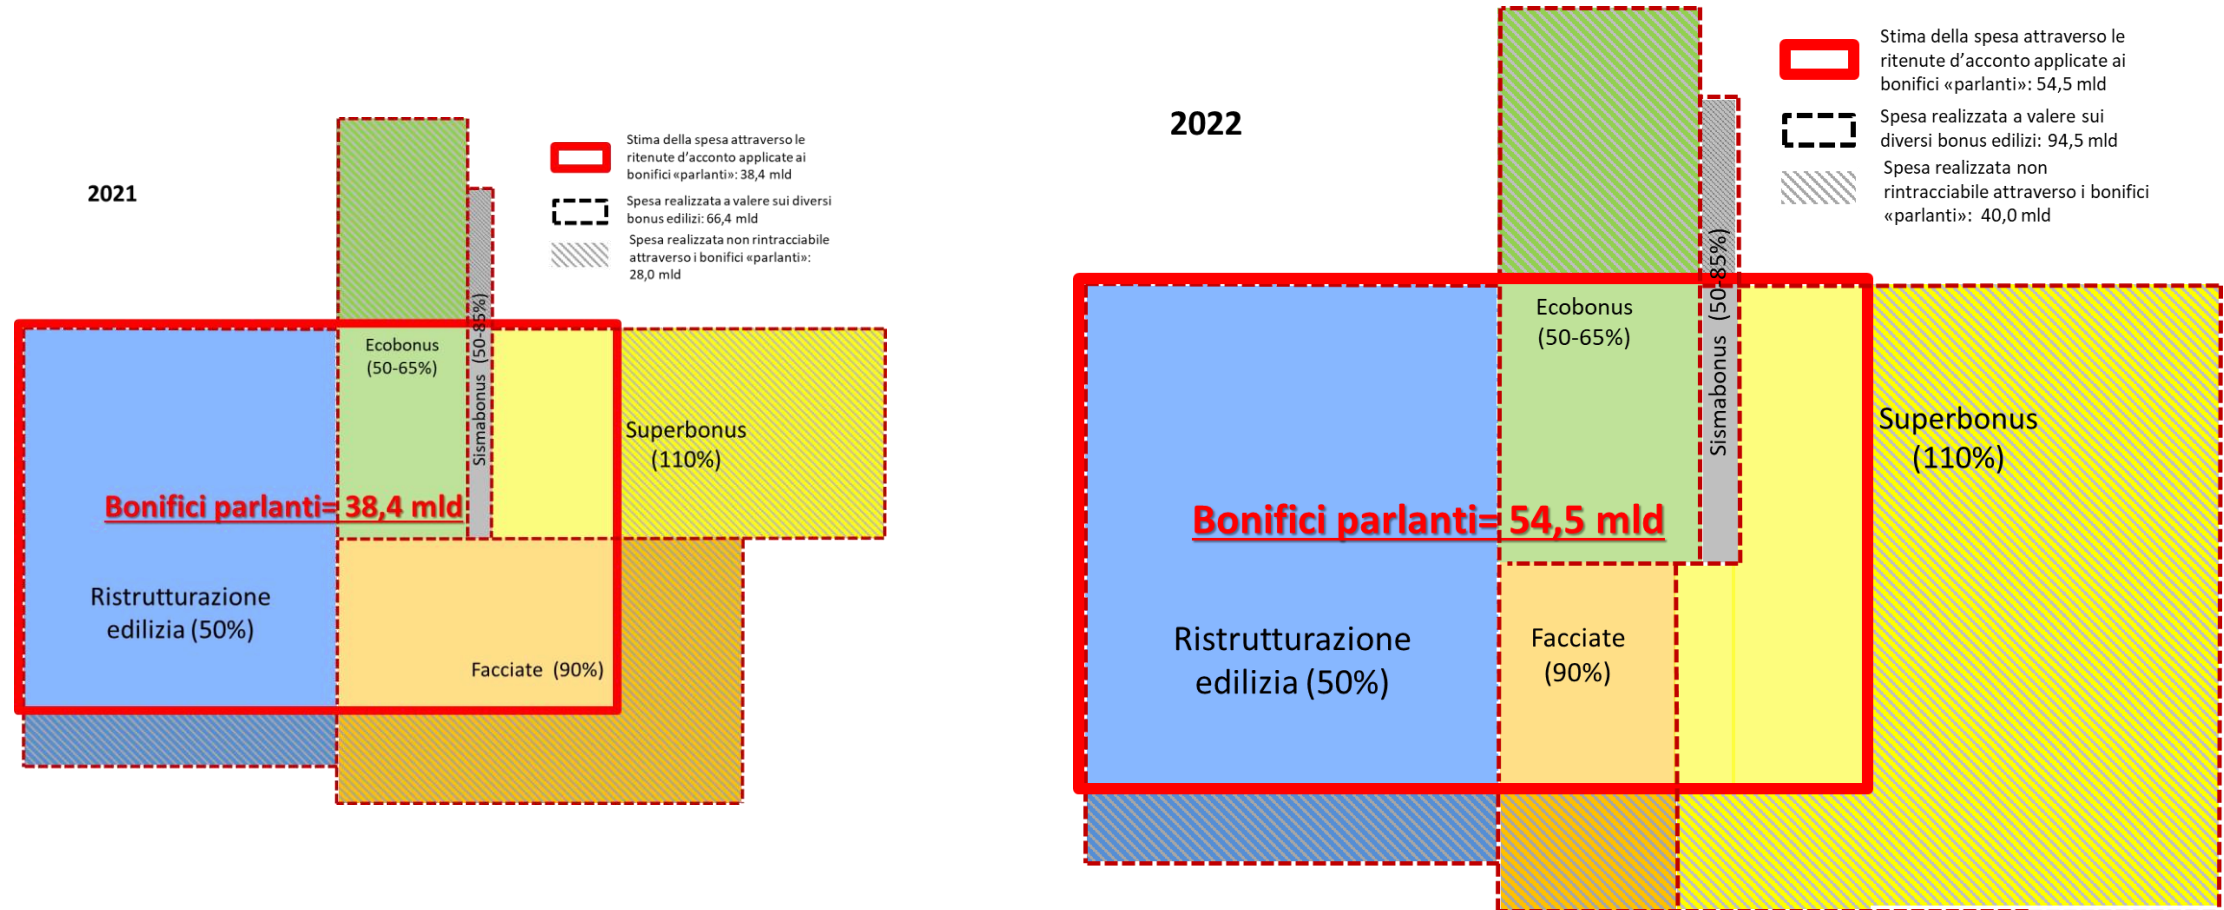 2021
Stima della spesa attraverso le
ritenute d'acconto applicate ai
bonifici «parlanti»: 38,4 mld
Spesa realizzata a valere sui diversi
bonus edilizi: 66,4 mld
Spesa realizzata non rintracciabile
attraverso i bonifici «parlanti»:
28,0 mld
Ecobonus
(50-65%)
Sismabonus (50-85%)
Superbonus
(110%)
Bonifici parlanti= 38,4 mld
Ristrutturazione
edilizia (50%)
Facciate (90%)
2022
Stima della spesa attraverso le
ritenute d'acconto applicate ai
bonifici «parlanti»: 54,5 mld
Spesa realizzata a valere sui
diversi bonus edilizi: 94,5 mld
Spesa realizzata non
rintracciabile attraverso i bonifici
«parlanti»: 40,0 mld
Ecobonus
(50-65%)
Sismabonus (50-85%)
Superbonus
(110%)
Bonifici parlanti= 54,5 mld
Ristrutturazione
edilizia (50%)
Facciate
(90%)